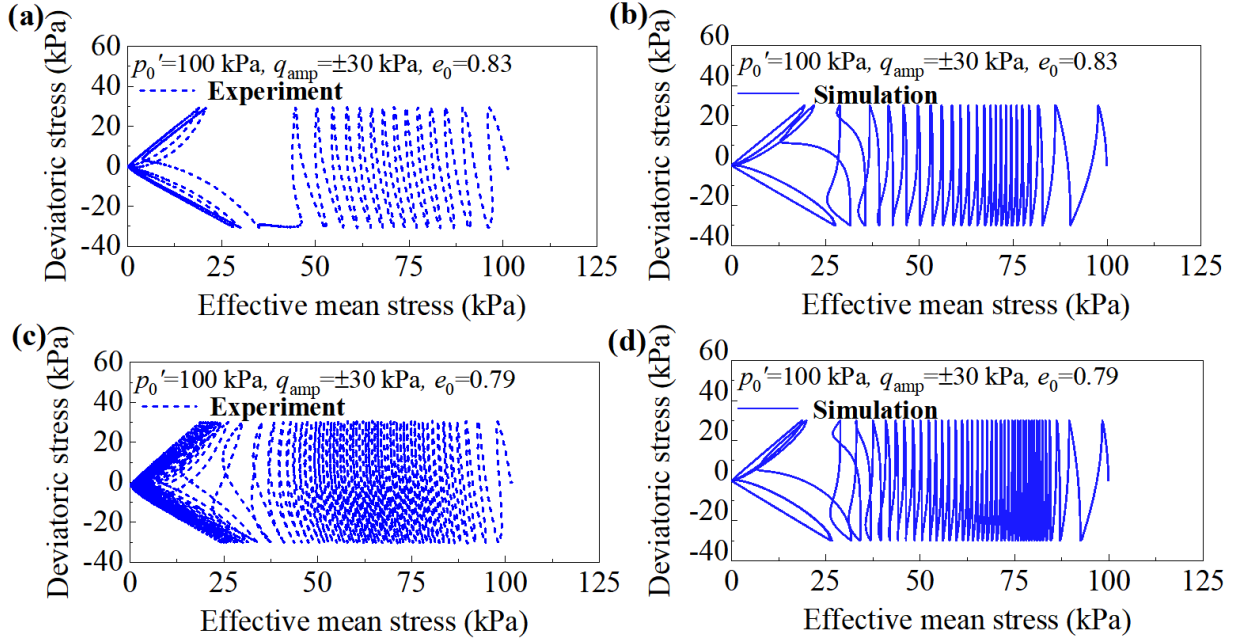 (a)
Deviatoric stress (kPa)
60
40
20
0
-20
-40
p0′=100 kPa, qamp=±30 kPa, e0=0.83
Experiment
0 25 50 75 100 125
Effective mean stress (kPa)
(b)
Deviatoric stress (kPa)
60
40
20
0
-20
-40
p0′=100 kPa, qamp=±30 kPa, e0=0.83
Simulation
0 25 50 75 100 125
Effective mean stress (kPa)
(c)
Deviatoric stress (kPa)
60
40
20
0
-20
-40
p0′=100 kPa, qamp=±30 kPa, e0=0.79
Experiment
0 25 50 75 100 125
Effective mean stress (kPa)
(d)
Deviatoric stress (kPa)
60
40
20
0
-20
-40
p0′=100 kPa, qamp=±30 kPa, e0=0.79
Simulation
0 25 50 75 100 125
Effective mean stress (kPa)